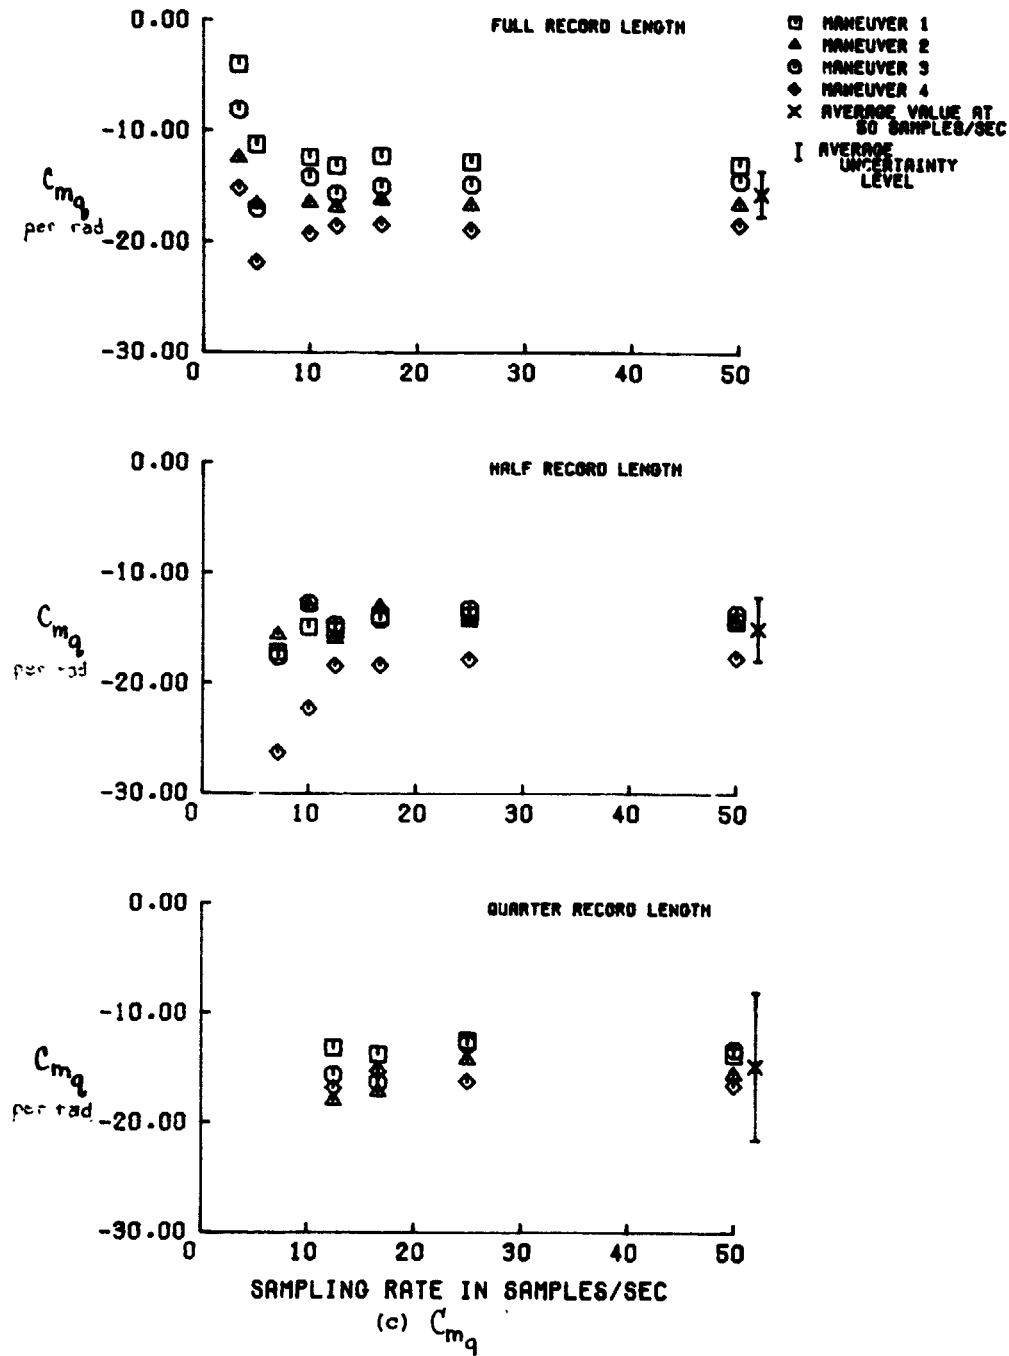 FULL RECORD LENGTH
MANEUVER 1
MANEUVER 2
MANEUVER 3
MANEUVER 4
AVERAGE VALUE AT
50 SAMPLES/SEC
AVERAGE
UNCERTAINTY
LEVEL
0.00
-10.00
Cmq
per rad
-20.00
-30.00
0 10 20 30 40 50
HALF RECORD LENGTH
0.00
-10.00
Cmq
per rad
-20.00
-30.00
0 10 20 30 40 50
QUARTER RECORD LENGTH
0.00
-10.00
Cmq
per rad
-20.00
-30.00
0 10 20 30 40 50
SAMPLING RATE IN SAMPLES/SEC
(c) Cmq